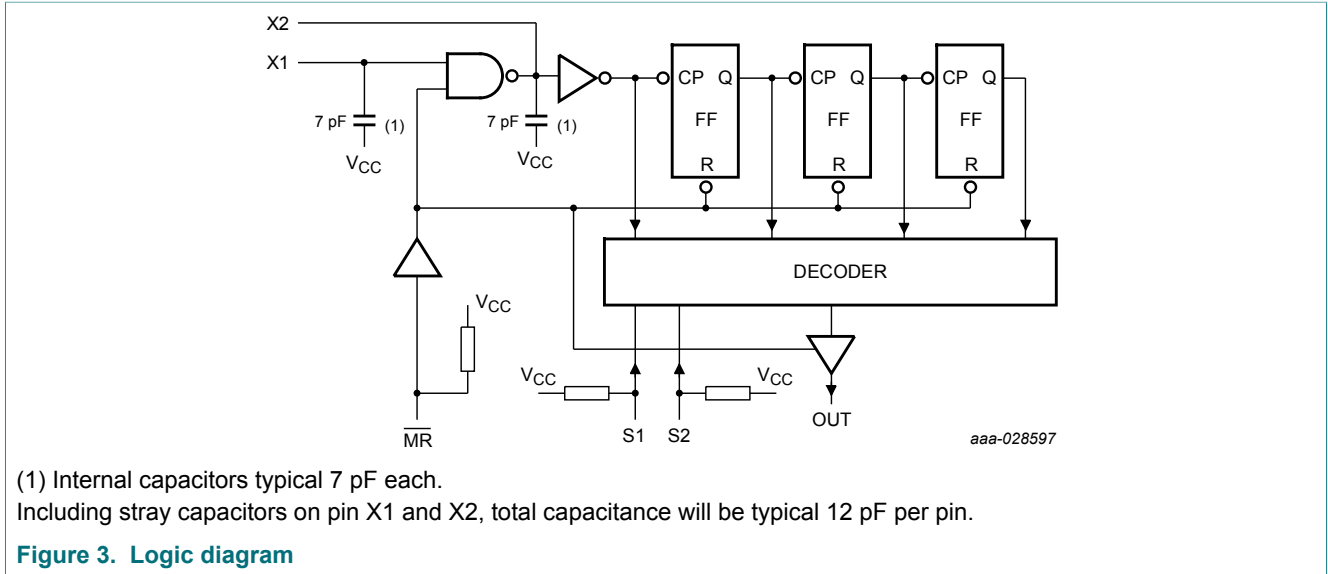 X2
X1
7 pF (1) 7 pF (1)
VCC VCC
CP Q CP Q CP Q
FF FF FF
R R R
DECODER
VCC
VCC VCC
MR S1 S2 OUT
aaa-028597
(1) Internal capacitors typical 7 pF each.
Including stray capacitors on pin X1 and X2, total capacitance will be typical 12 pF per pin.
Figure 3. Logic diagram